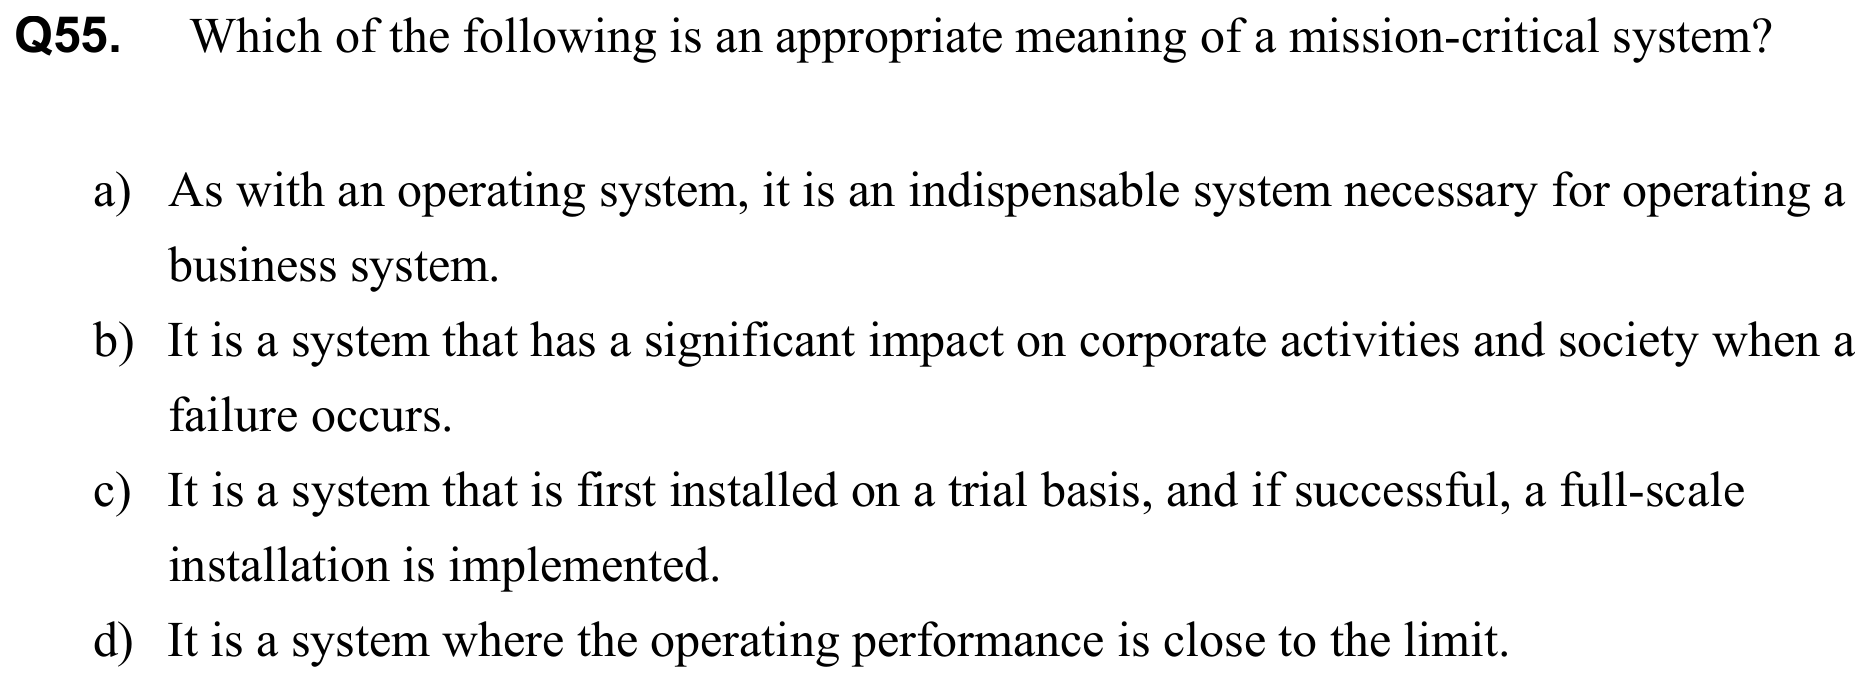 Q55. Which of the following is an appropriate meaning of a mission-critical system?
a) As with an operating system, it is an indispensable system necessary for operating a
business system.
b) It is a system that has a significant impact on corporate activities and society when a
failure occurs.
c) It is a system that is first installed on a trial basis, and if successful, a full-scale
installation is implemented.
d) It is a system where the operating performance is close to the limit.